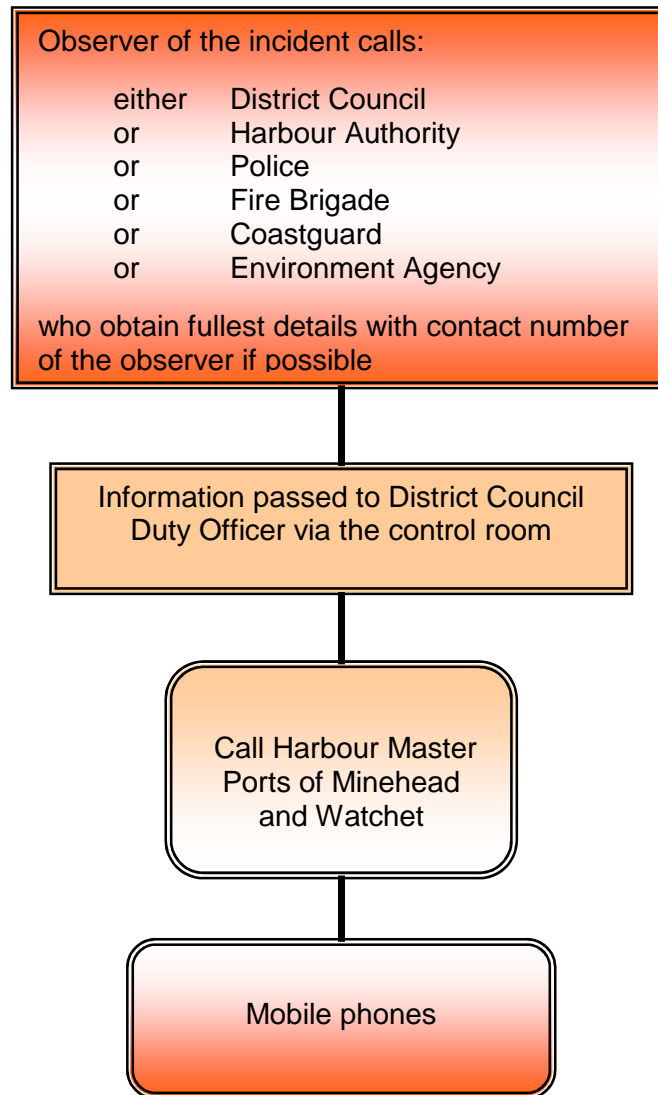 Observer of the incident calls:
either District Council
or Harbour Authority
or Police
or Fire Brigade
or Coastguard
or Environment Agency
who obtain fullest details with contact number
of the observer if possible
Information passed to District Council
Duty Officer via the control room
Call Harbour Master
Ports of Minehead
and Watchet
Mobile phones